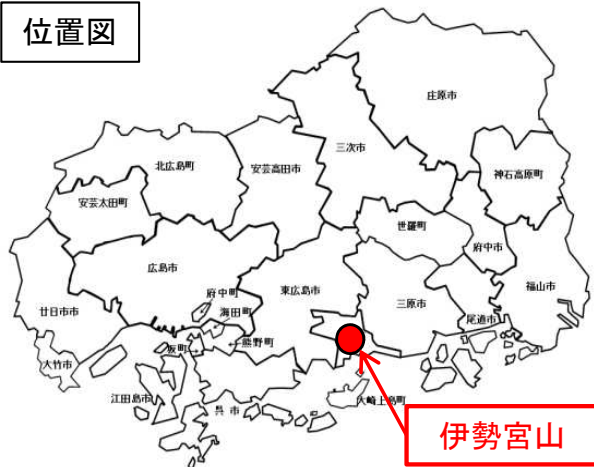 位置図
庄原市
三次市
北広島町
安芸高田市
神石高原町
安芸太田町
世羅町
府中市
広島市
東広島市
福山市
府中町
三原市
廿日市市
海田町
尾道市
坂町
熊野町
大竹市
江田島市
呉市
大崎上島町
伊勢宮山